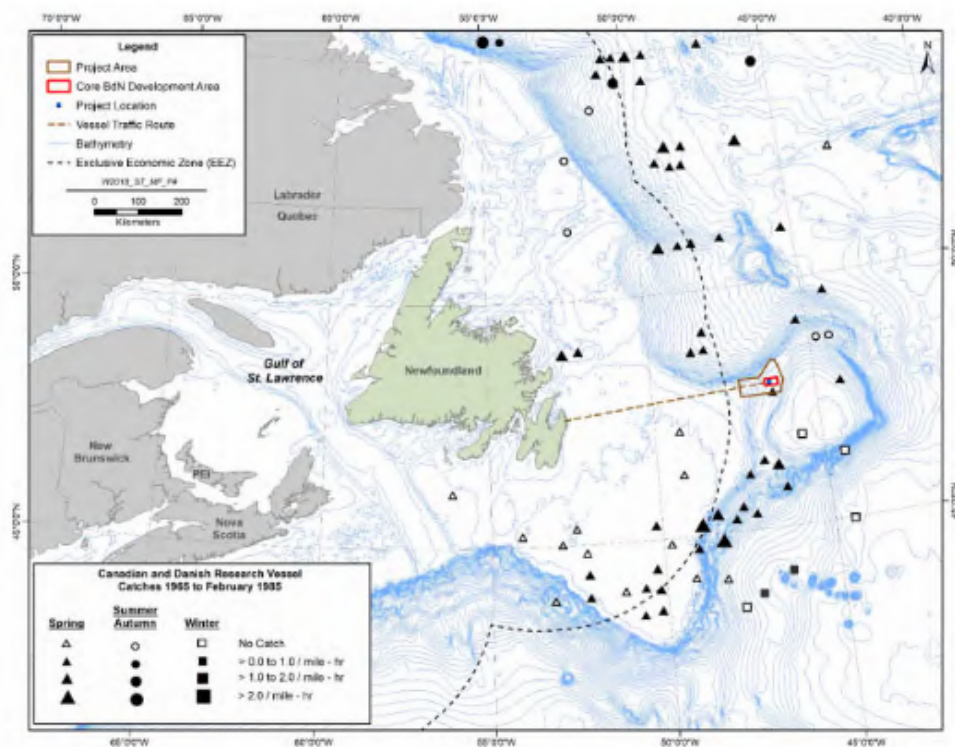 70°0'0"W 65°0'0"W 60°0'0"W 55°0'0"W 50°0'0"W 45°0'0"W 40°0'0"W
Legend
Project Area
Core BdN Development Area
Project Location
Vessel Traffic Route
Bathymetry
Exclusive Economic Zone (EEZ)
0 50 100 200
Kilometers
N
Labrador
Quebec
50°0'0"N
Gulf of
St. Lawrence
Newfoundland
New
Brunswick
PEI
Nova
Scotia
45°0'0"N
Canadian and Danish Research Vessel
Catches 1965 to February 1985
Spring
Summer
Autumn
Winter
No Catch
> 0.0 to 1.0 / mile - hr
> 1.0 to 2.0 / mile - hr
> 2.0 / mile - hr
65°0'0"W 55°0'0"W 50°0'0"W 45°0'0"W